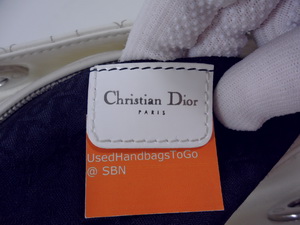 Christian Dior
PARIS
UsedHandbagsToGo
@ SBN